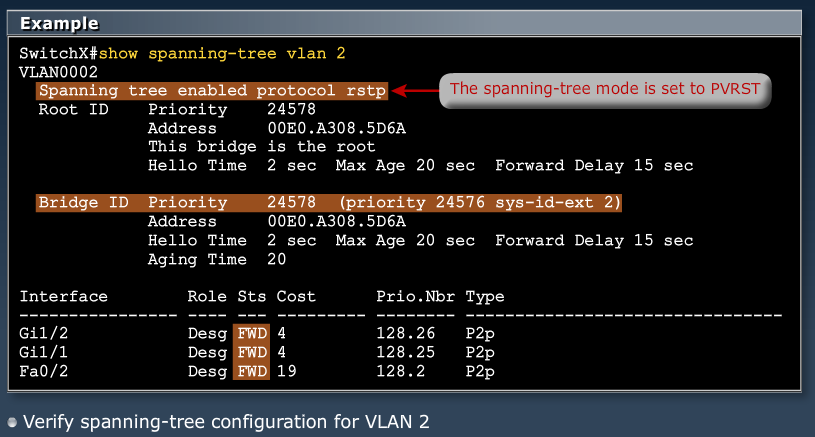 Example
SwitchX#show spanning-tree vlan 2
VLAN0002
Spanning tree enabled protocol rstp
The spanning-tree mode is set to PVRST
Root ID Priority 24578
Address 00E0.A308.5D6A
This bridge is the root
Hello Time 2 sec Max Age 20 sec Forward Delay 15 sec
Bridge ID Priority 24578 (priority 24576 sys-id-ext 2)
Address 00E0.A308.5D6A
Hello Time 2 sec Max Age 20 sec Forward Delay 15 sec
Aging Time 20
Interface Role Sts Cost Prio.Nbr Type
---------------- ---- --- --------- -------- --------------------------------
Gi1/2 Desg FWD 4 128.26 P2p
Gi1/1 Desg FWD 4 128.25 P2p
Fa0/2 Desg FWD 19 128.2 P2p
Verify spanning-tree configuration for VLAN 2